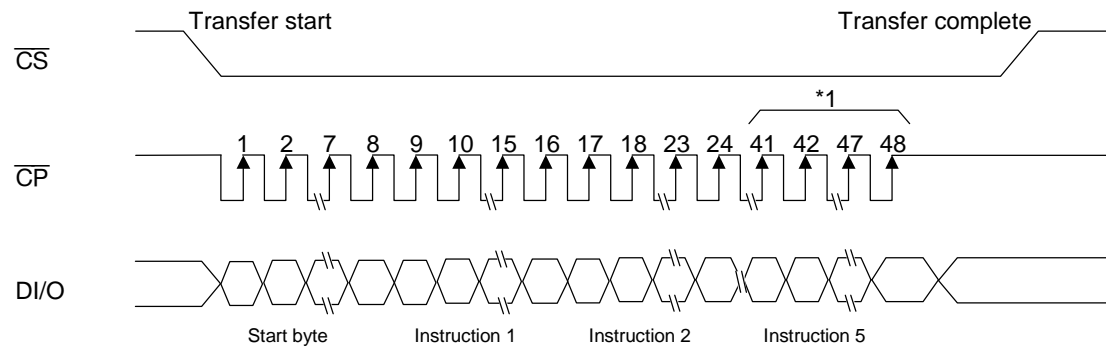 Transfer start Transfer complete
CS
*1
1 2 7 8 9 10 15 16 17 18 23 24 41 42 47 48
CP
DI/O
Start byte Instruction 1 Instruction 2 Instruction 5